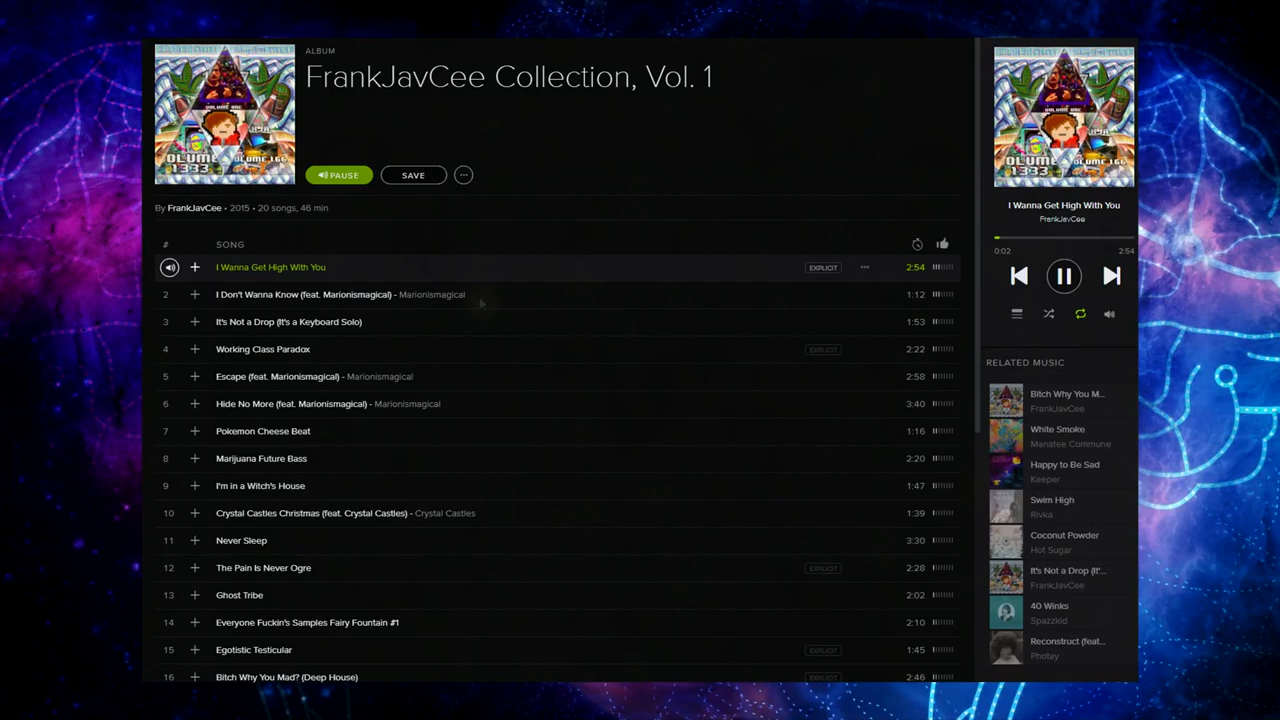 ALBUM
FrankJavCee Collection, Vol. 1
PAUSE
SAVE
By FrankJavCee • 2015 • 20 songs, 46 min
# SONG
I Wanna Get High With You EXPLICIT 2:54
2 I Don't Wanna Know (feat. Marionismagical) - Marionismagical 1:12
3 It's Not a Drop (It's a Keyboard Solo) 1:53
4 Working Class Paradox EXPLICIT 2:22
5 Escape (feat. Marionismagical) - Marionismagical 2:58
6 Hide No More (feat. Marionismagical) - Marionismagical 3:40
7 Pokemon Cheese Beat 1:16
8 Marijuana Future Bass 2:20
9 I'm in a Witch's House 1:47
10 Crystal Castles Christmas (feat. Crystal Castles) - Crystal Castles 1:39
11 Never Sleep 3:30
12 The Pain Is Never Ogre EXPLICIT 2:28
13 Ghost Tribe 2:02
14 Everyone Fuckin's Samples Fairy Fountain #1 2:10
15 Egotistic Testicular EXPLICIT 1:45
16 Bitch Why You Mad? (Deep House) 2:46
VOLUME ONE
OLUME
1333
OLUME 166
I Wanna Get High With You
FrankJavCee
0:02 2:54
RELATED MUSIC
Bitch Why You M...
FrankJavCee
White Smoke
Manatee Commune
Happy to Be Sad
Keeper
Swim High
Rivka
Coconut Powder
Hot Sugar
It's Not a Drop (It'...
FrankJavCee
40 Winks
Spazzkid
Reconstruct (feat...
Photay